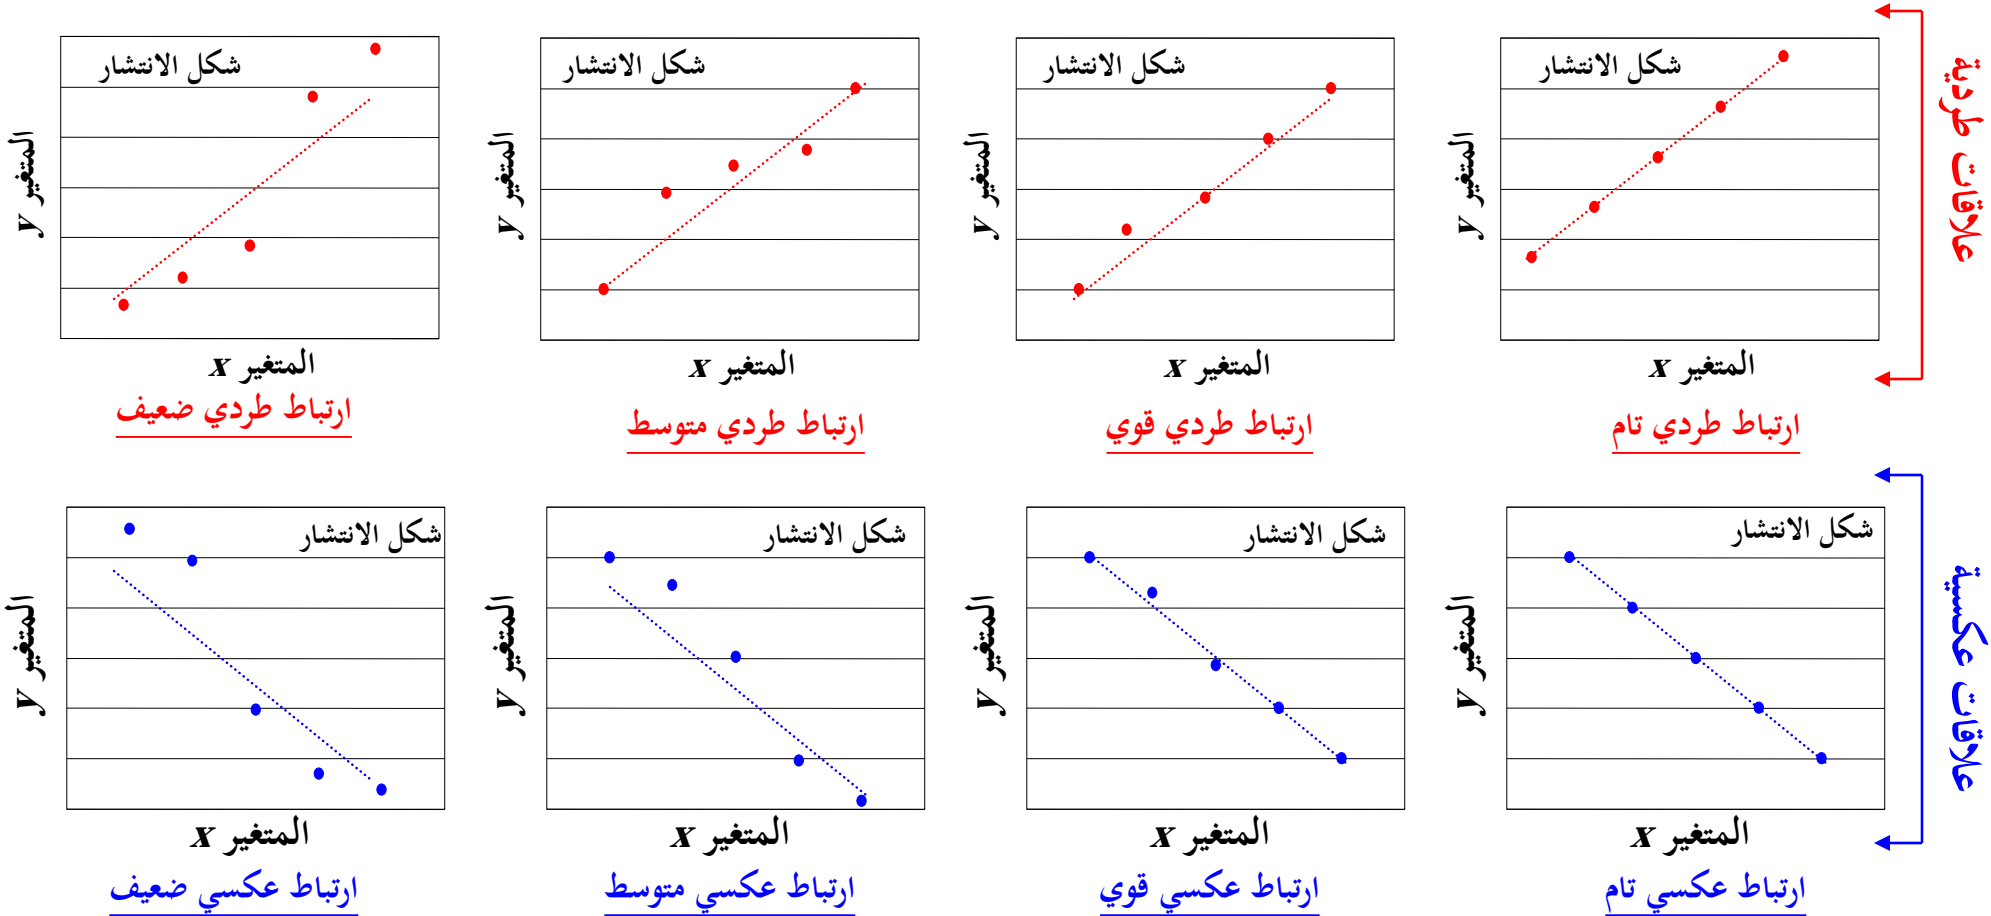 علاقات طردية
شكل الانتشار
المتغير y
المتغير x
ارتباط طردي تام
شكل الانتشار
المتغير y
المتغير x
ارتباط طردي قوي
شكل الانتشار
المتغير y
المتغير x
ارتباط طردي متوسط
شكل الانتشار
المتغير y
المتغير x
ارتباط طردي ضعيف
علاقات عكسية
شكل الانتشار
المتغير y
المتغير x
ارتباط عكسي تام
شكل الانتشار
المتغير y
المتغير x
ارتباط عكسي قوي
شكل الانتشار
المتغير y
المتغير x
ارتباط عكسي متوسط
شكل الانتشار
المتغير y
المتغير x
ارتباط عكسي ضعيف